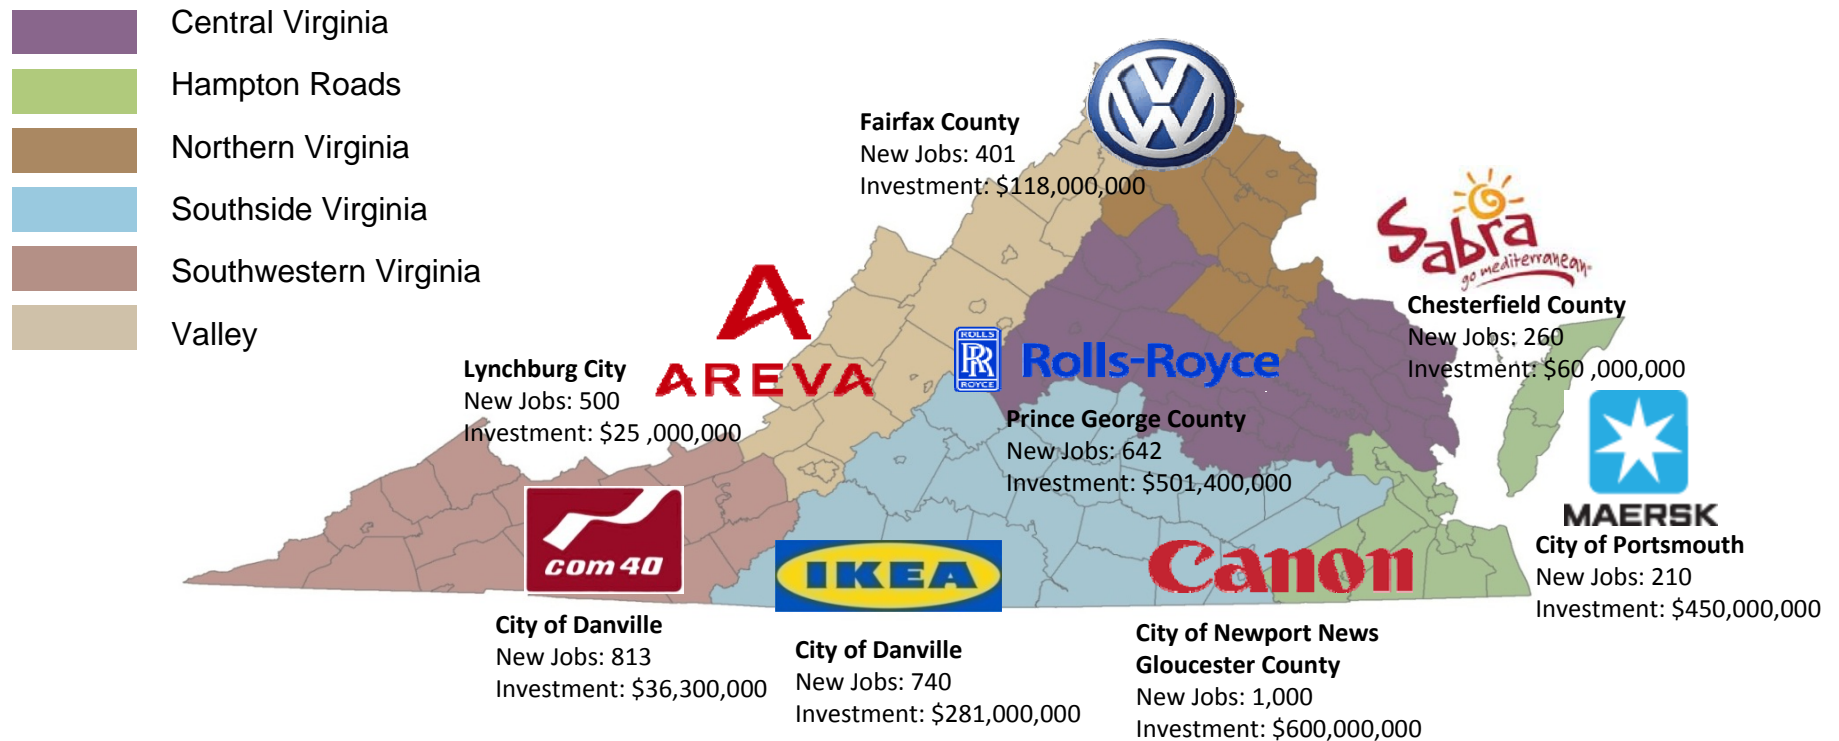 Central Virginia
Hampton Roads
Northern Virginia
Southside Virginia
Southwestern Virginia
Valley
Fairfax County
New Jobs: 401
Investment: $118,000,000
Sabra
go mediterranean
Chesterfield County
New Jobs: 260
Investment: $60 ,000,000
AREVA
Lynchburg City
New Jobs: 500
Investment: $25 ,000,000
ROLLS
RR
ROYCE
Rolls-Royce
Prince George County
New Jobs: 642
Investment: $501,400,000
MAERSK
City of Portsmouth
New Jobs: 210
Investment: $450,000,000
com40
City of Danville
New Jobs: 813
Investment: $36,300,000
IKEA
City of Danville
New Jobs: 740
Investment: $281,000,000
Canon
City of Newport News
Gloucester County
New Jobs: 1,000
Investment: $600,000,000